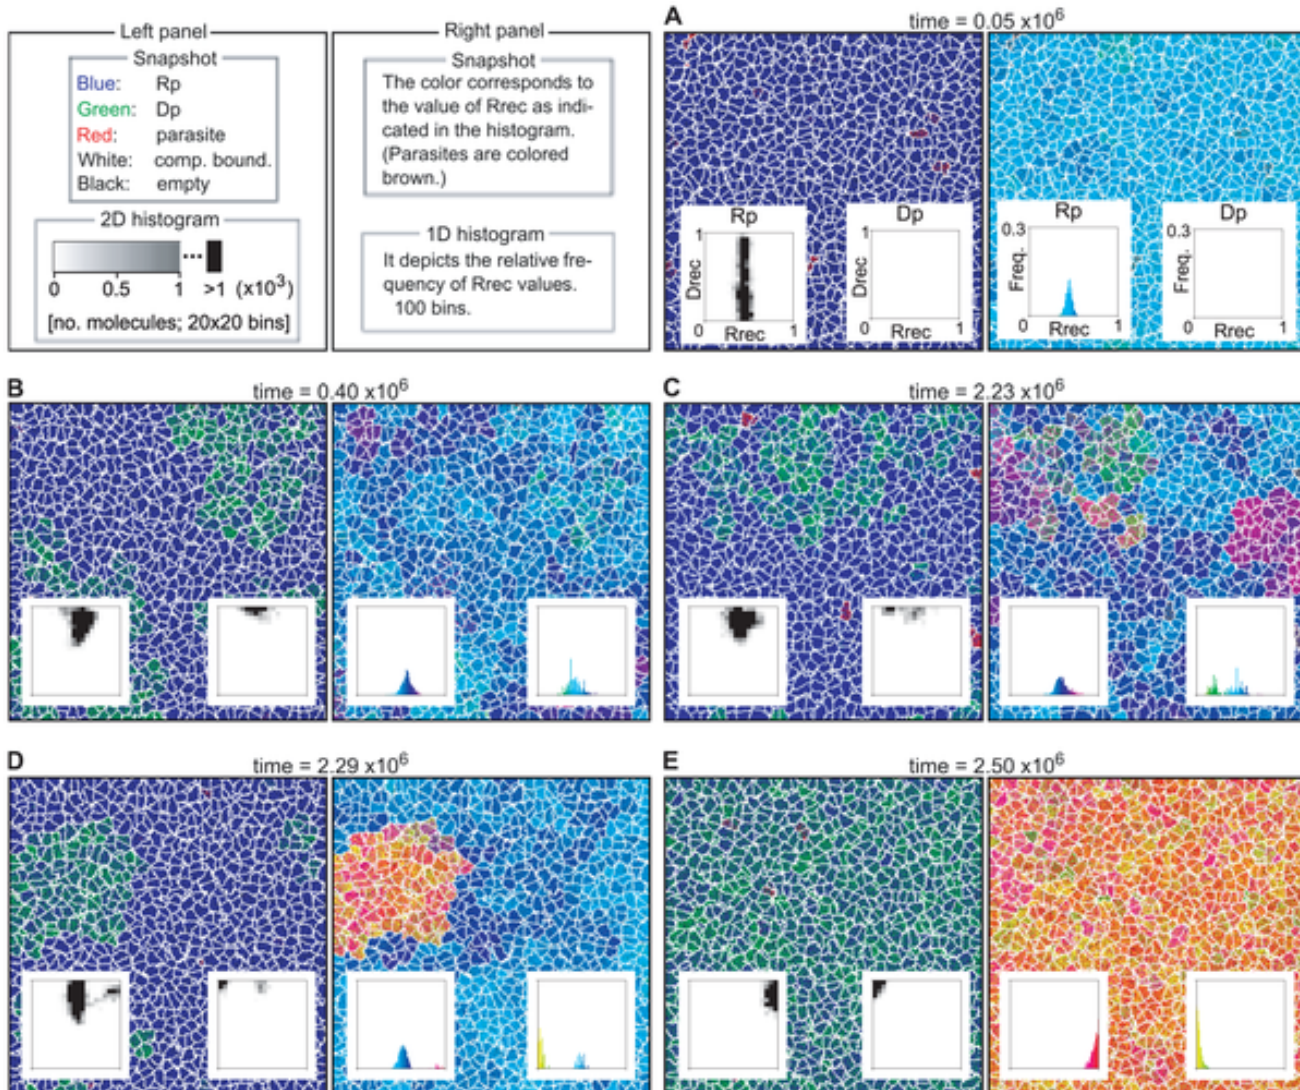 Left panel
Snapshot
Blue: Rp
Green: Dp
Red: parasite
White: comp. bound.
Black: empty
2D histogram
0 0.5 1 >1 (x10³)
[no. molecules; 20x20 bins]
Right panel
Snapshot
The color corresponds to
the value of Rrec as indi-
cated in the histogram.
(Parasites are colored
brown.)
1D histogram
It depicts the relative fre-
quency of Rrec values.
100 bins.
A
time = 0.05 x10⁶
Rp
1
Drec
0 Rrec 1
Dp
1
Drec
0 Rrec 1
Rp
0.3
Freq.
0 Rrec 1
Dp
0.3
Freq.
0 Rrec 1
B
time = 0.40 x10⁶
C
time = 2.23 x10⁶
D
time = 2.29 x10⁶
E
time = 2.50 x10⁶